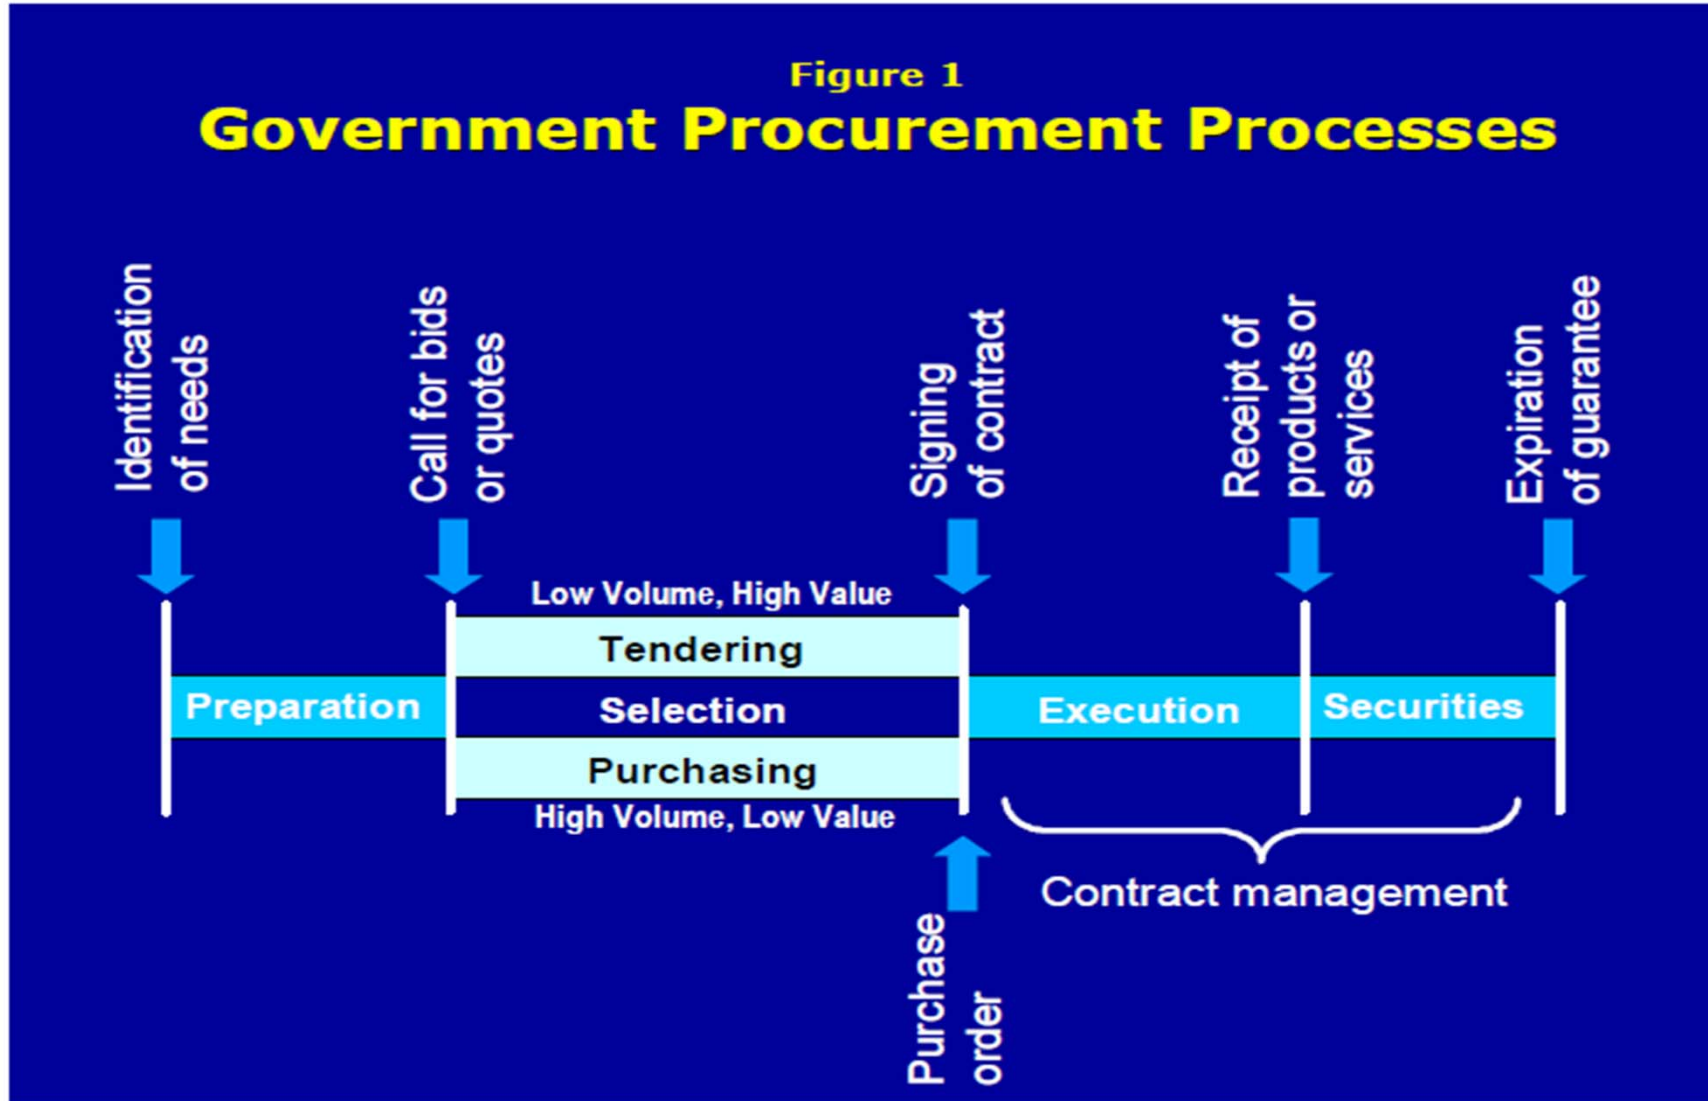 Figure 1
Government Procurement Processes
Identification
of needs
Call for bids
or quotes
Signing
of contract
Receipt of
products or
services
Expiration
of guarantee
Low Volume, High Value
Tendering
Preparation
Selection
Execution
Securities
Purchasing
High Volume, Low Value
Contract management
Purchase
order